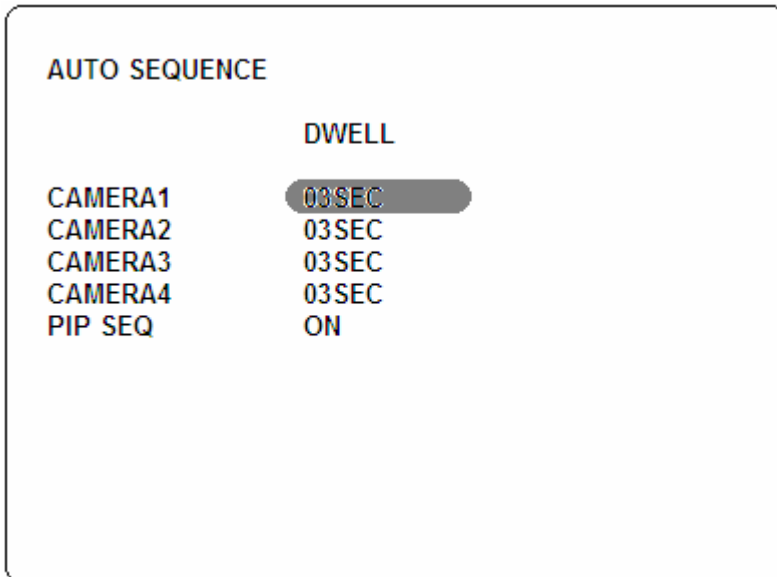 AUTO SEQUENCE
DWELL
CAMERA1 03SEC
CAMERA2 03SEC
CAMERA3 03SEC
CAMERA4 03SEC
PIP SEQ ON